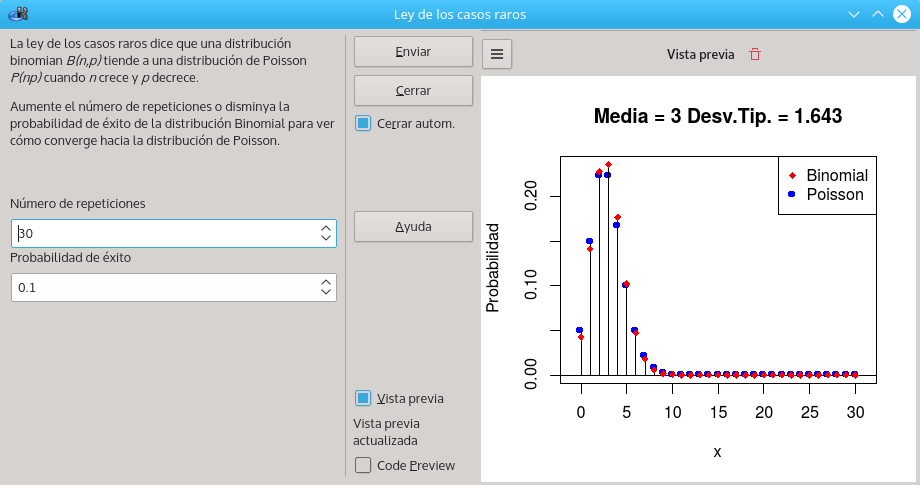 Ley de los casos raros
La ley de los casos raros dice que una distribución
binomian B(n,p) tiende a una distribución de Poisson
P(np) cuando n crece y p decrece.
Aumente el número de repeticiones o disminya la
probabilidad de éxito de la distribución Binomial para ver
cómo converge hacia la distribución de Poisson.
Número de repeticiones
30
Probabilidad de éxito
0.1
Enviar
Cerrar
Cerrar autom.
Ayuda
Vista previa
Vista previa
actualizada
Code Preview
Vista previa
Media = 3 Desv.Tip. = 1.643
Binomial
Poisson
Probabilidad
0.20
0.10
0.00
0 5 10 15 20 25 30
x